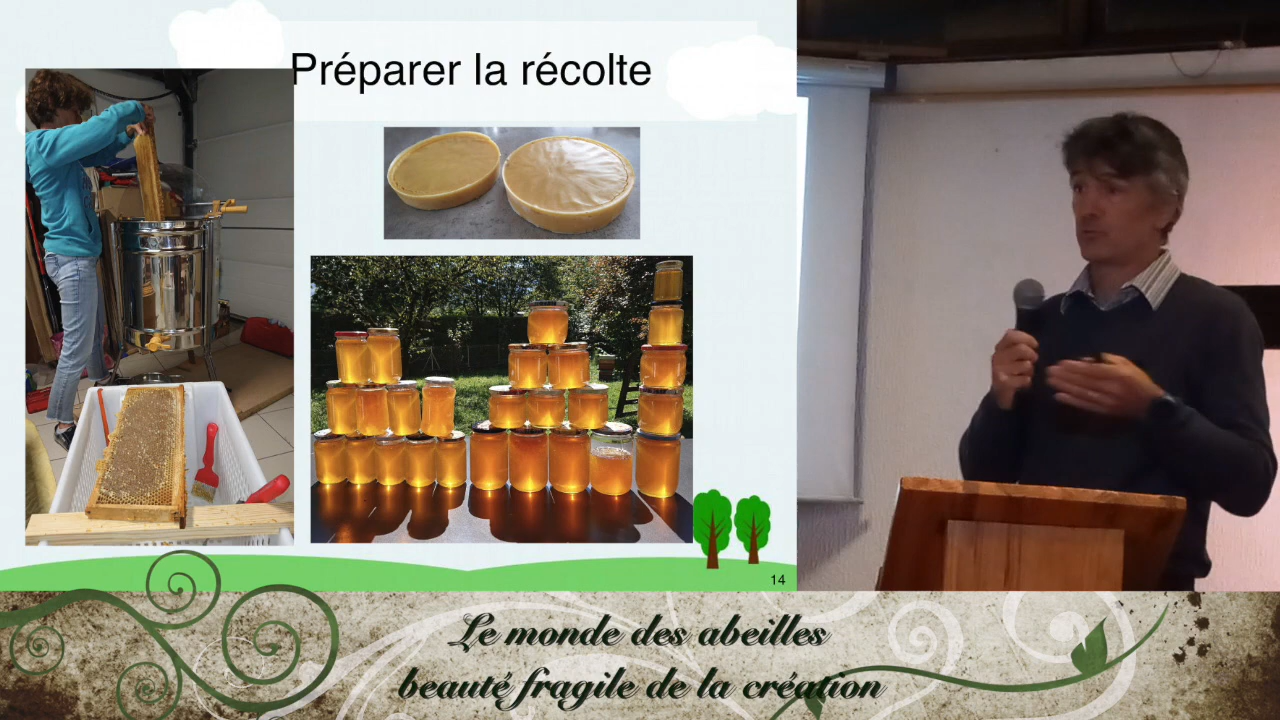 Préparer la récolte
14
Le monde des abeilles
beauté fragile de la création